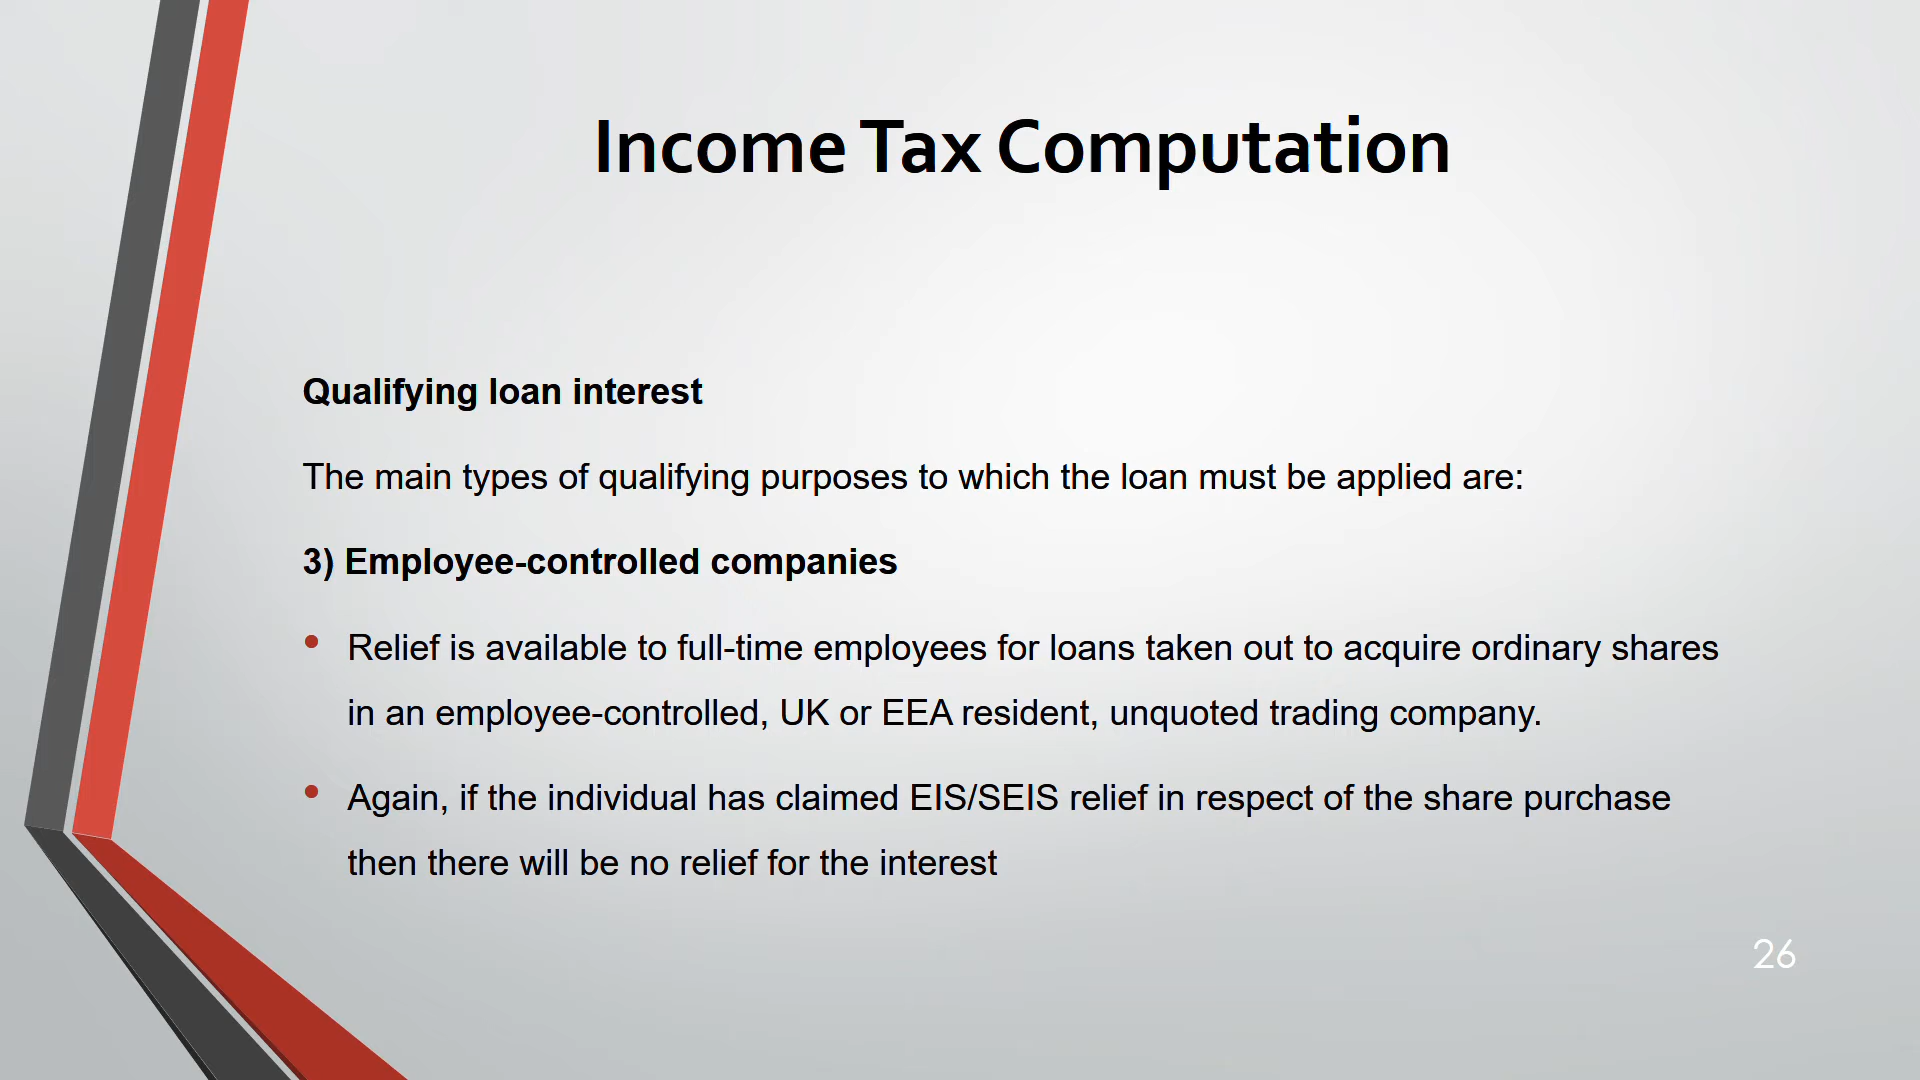 Income Tax Computation
Qualifying loan interest
The main types of qualifying purposes to which the loan must be applied are:
3) Employee-controlled companies
• Relief is available to full-time employees for loans taken out to acquire ordinary shares
in an employee-controlled, UK or EEA resident, unquoted trading company.
• Again, if the individual has claimed EIS/SEIS relief in respect of the share purchase
then there will be no relief for the interest
26